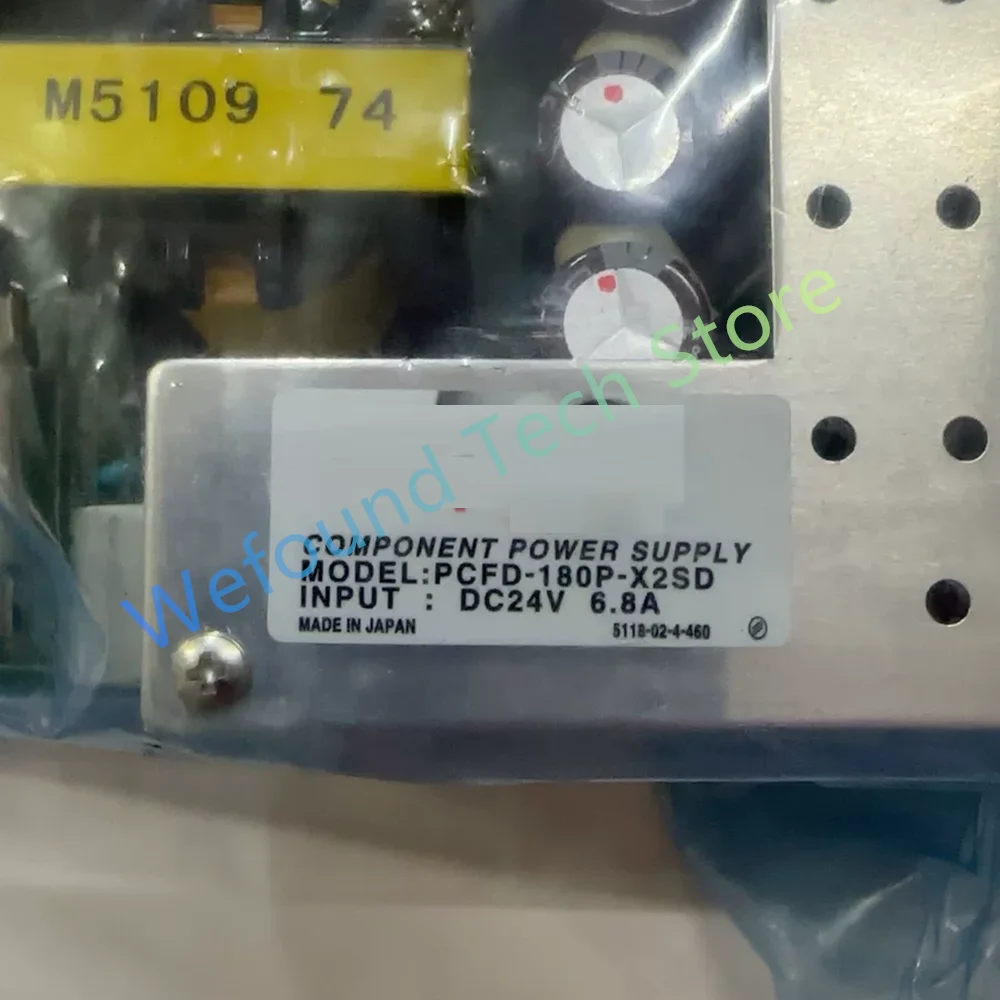 M5109 74
Wefound Tech Store
COMPONENT POWER SUPPLY
MODEL:PCFD-180P-X2SD
INPUT : DC24V 6.8A
MADE IN JAPAN 5118-02-4-460